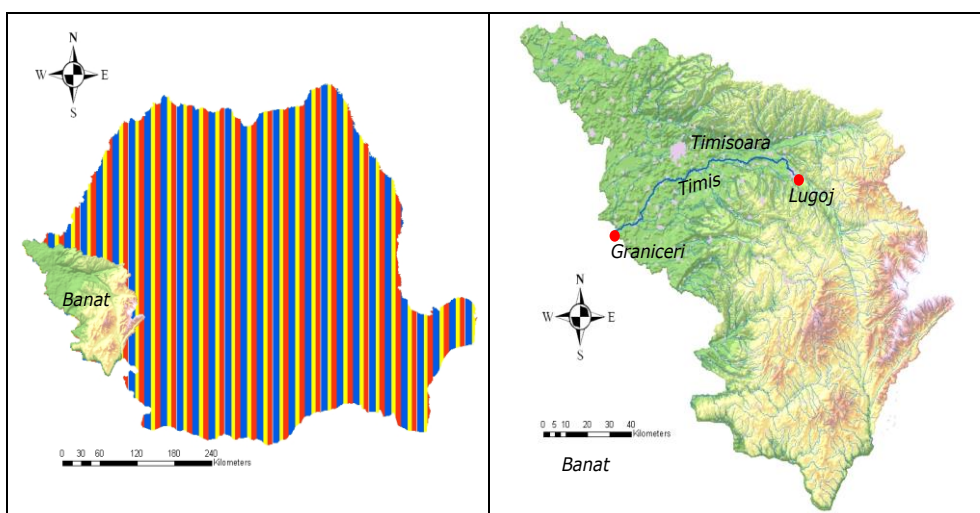 N
W E
S
Banat
0 30 60 120 180 240
Kilometers
Timisoara
Timis
Lugoj
Graniceri
N
W E
S
0 5 10 20 30 40
Kilometers
Banat